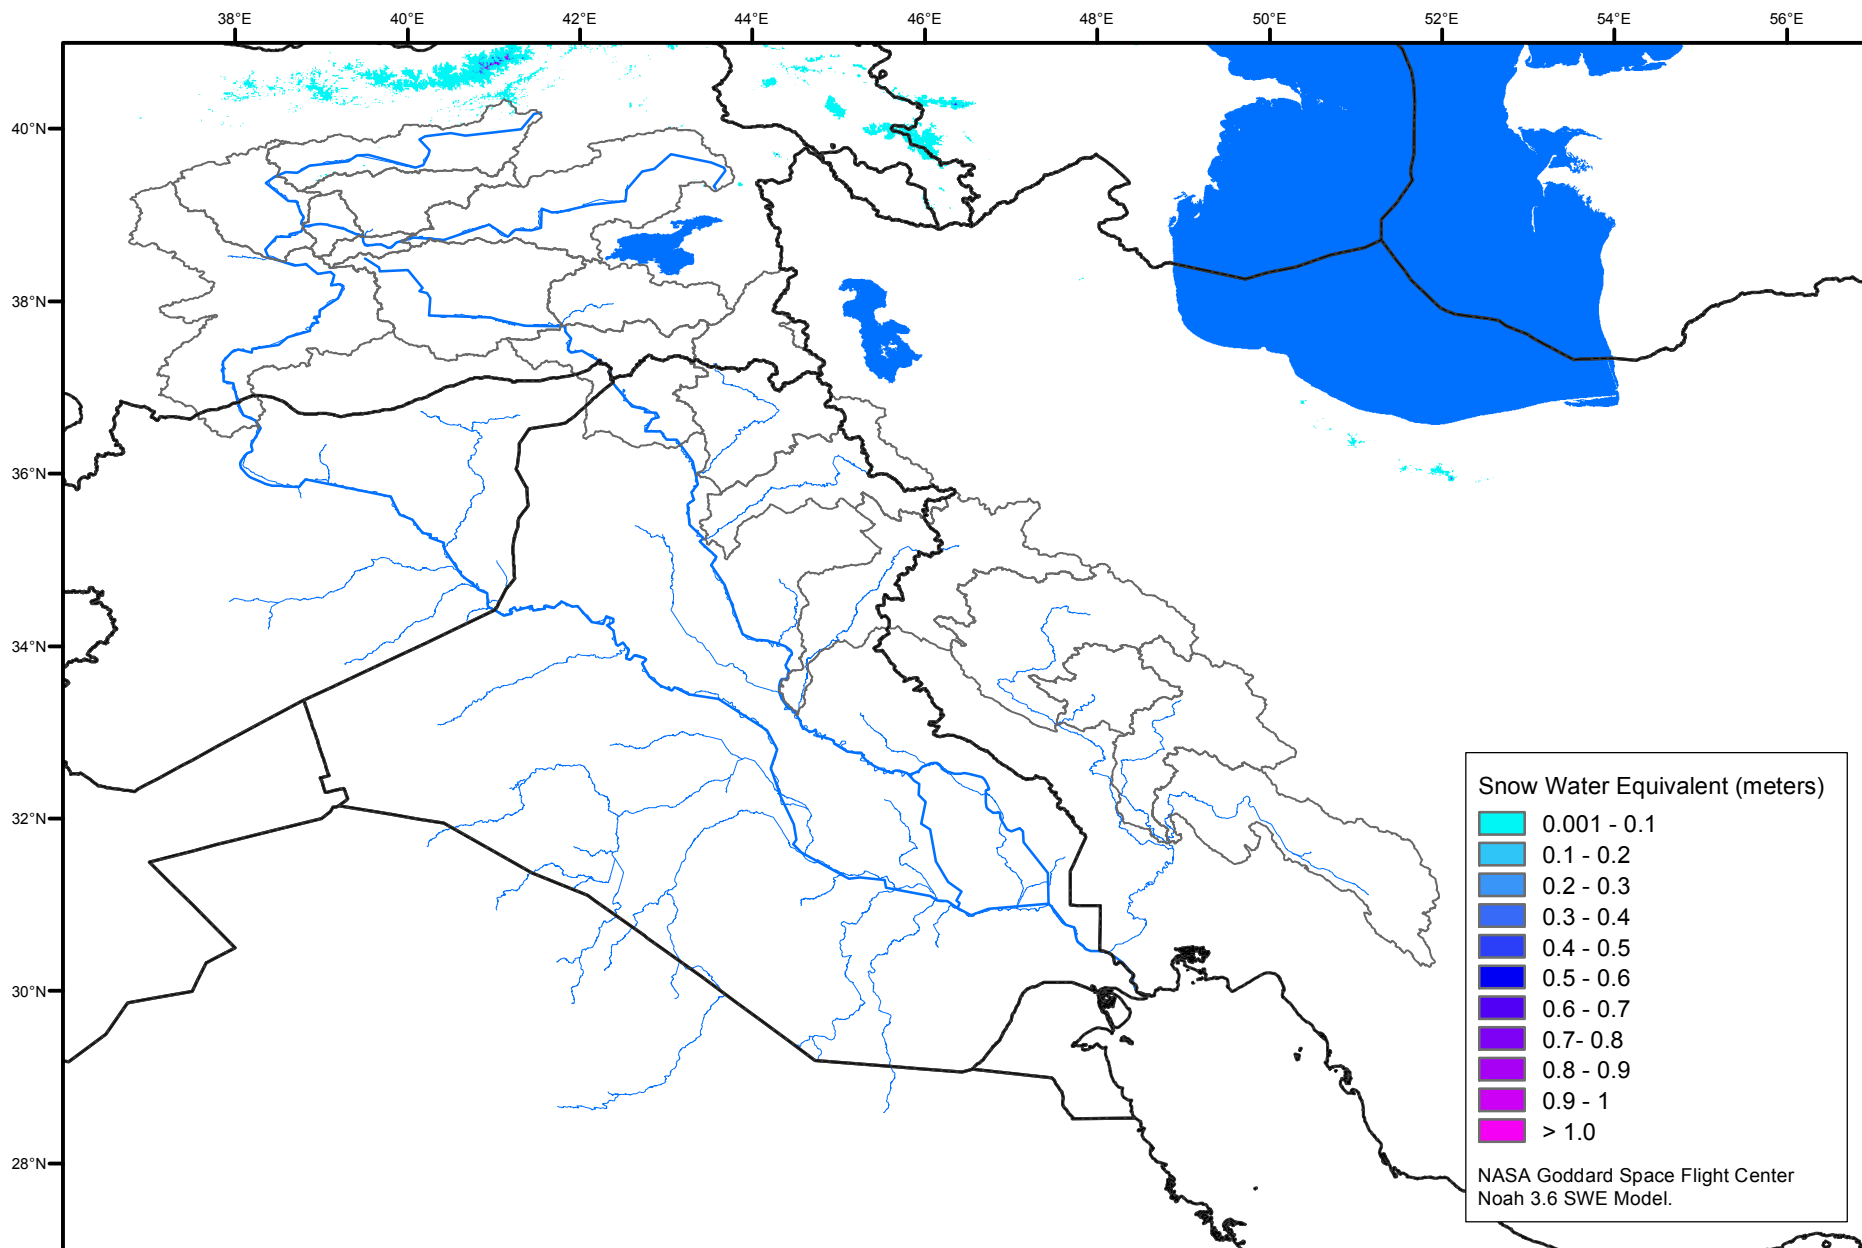 38°E 40°E 42°E 44°E 46°E 48°E 50°E 52°E 54°E 56°E
40°N
38°N
36°N
34°N
32°N
30°N
28°N
Snow Water Equivalent (meters)
0.001 - 0.1
0.1 - 0.2
0.2 - 0.3
0.3 - 0.4
0.4 - 0.5
0.5 - 0.6
0.6 - 0.7
0.7- 0.8
0.8 - 0.9
0.9 - 1
> 1.0
NASA Goddard Space Flight Center
Noah 3.6 SWE Model.